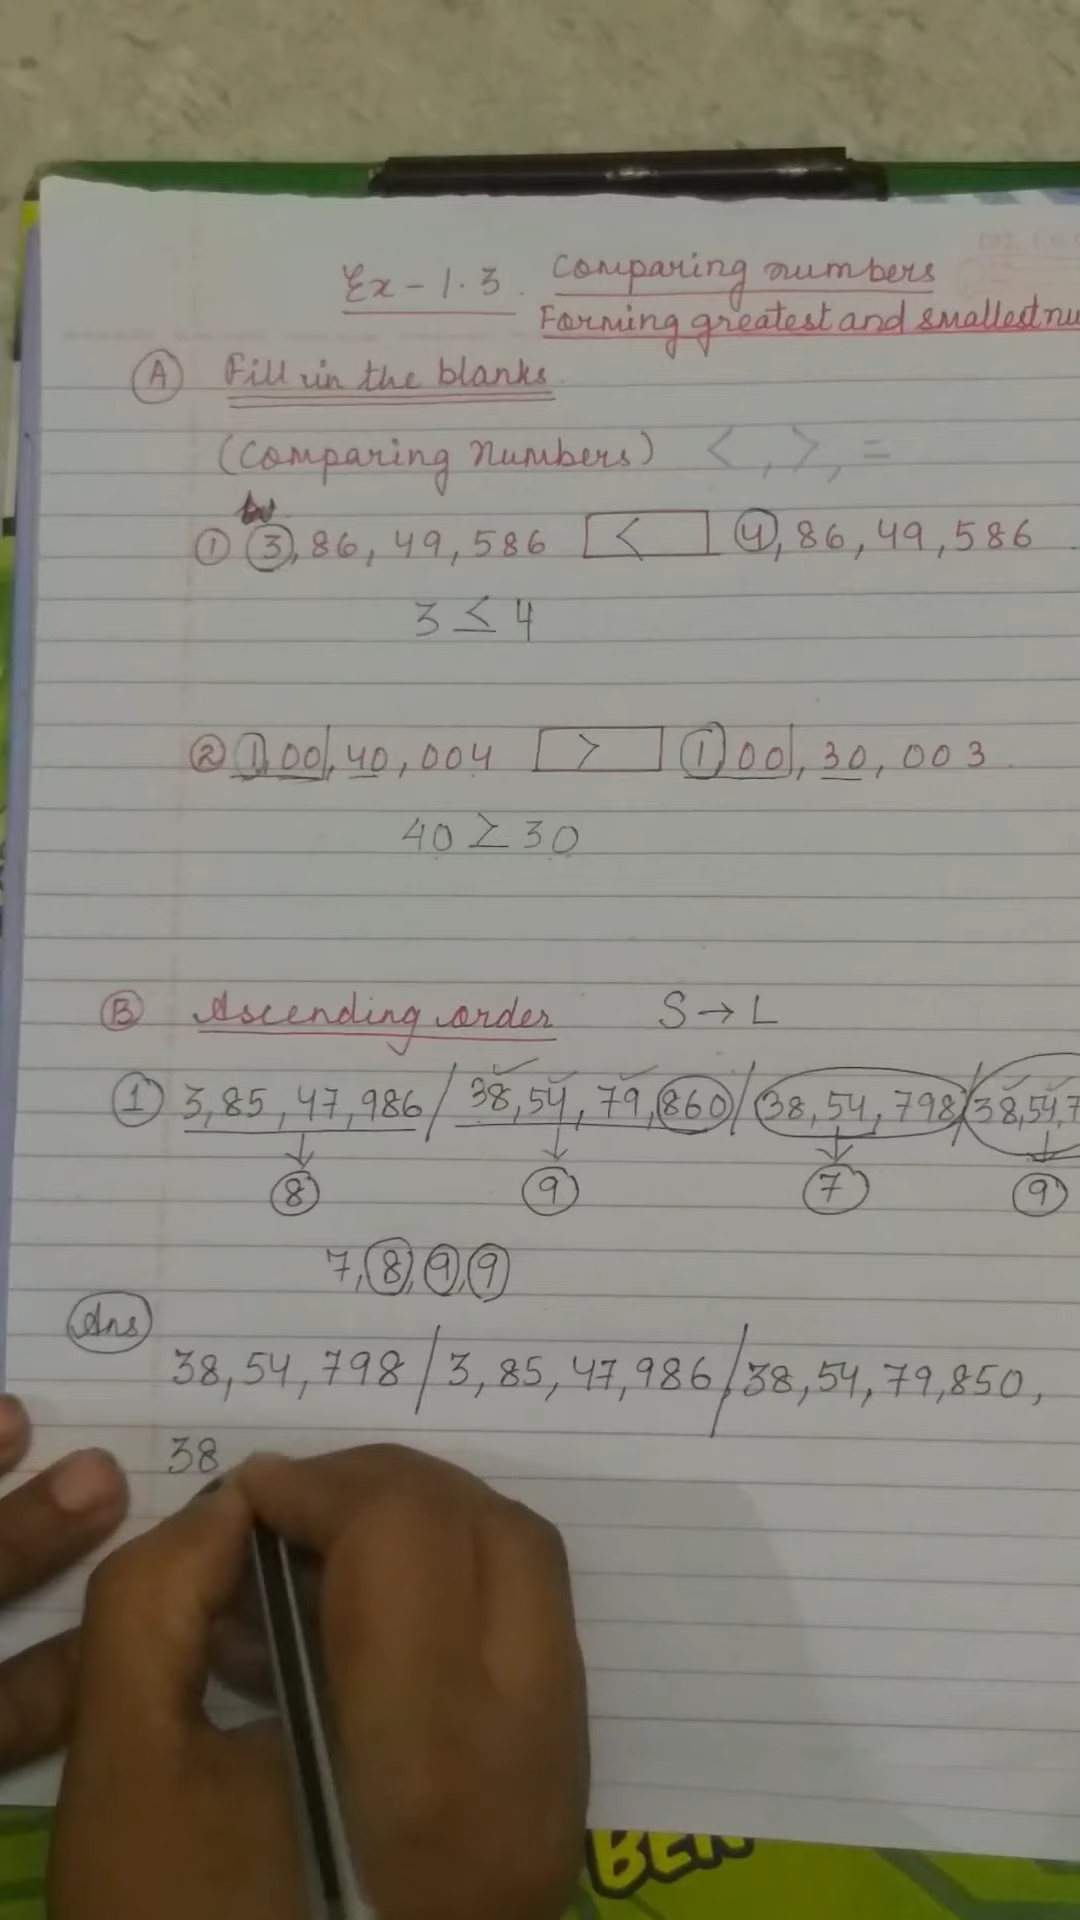 Ex-1.3. Comparing numbers
Forming greatest and smallest nu
A Fill in the blanks
(Comparing Numbers) <, >, =
① 3,86,49,586 < 4,86,49,586
3 < 4
② 1,00,40,004 > 1,00,30,003
40 > 30
B Ascending order S → L
① 3,85,47,986 / 38,54,79,860 / 38,54,798 / 38,54,7
8 9 7 9
7, 8, 9, 9
Ans
38,54,798 / 3,85,47,986 / 38,54,79,850,
38
BEN